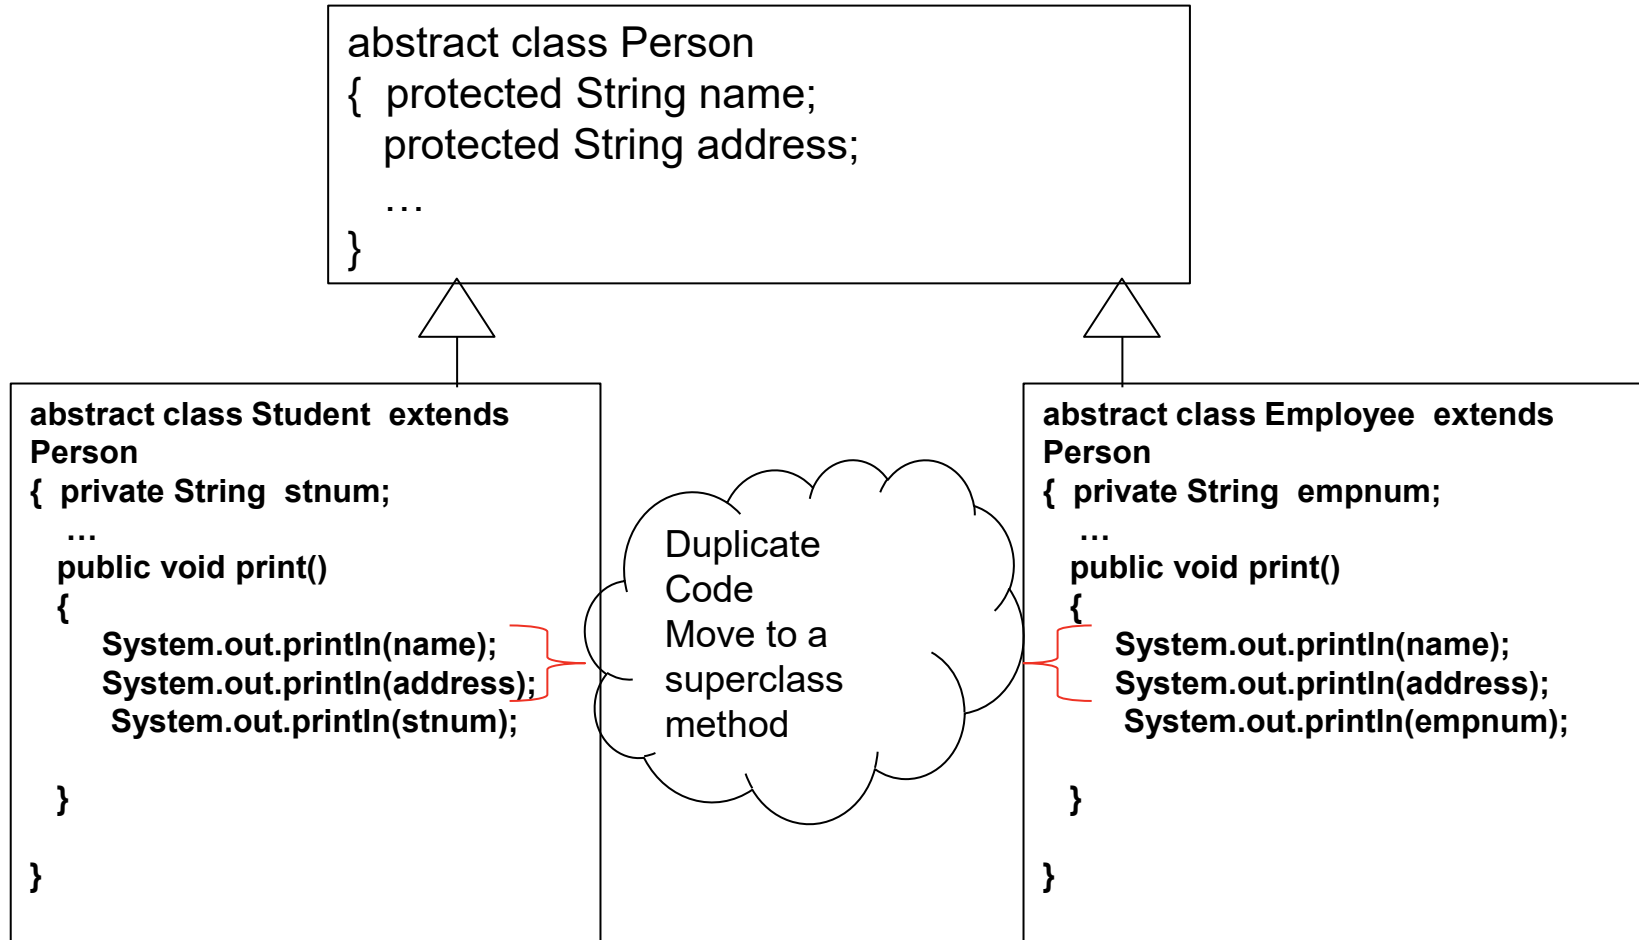 abstract class Person
{ protected String name;
protected String address;
…
}
abstract class Student extends
Person
{ private String stnum;
…
public void print()
{
System.out.println(name);
System.out.println(address);
System.out.println(stnum);
}
}
Duplicate
Code
Move to a
superclass
method
abstract class Employee extends
Person
{ private String empnum;
…
public void print()
{
System.out.println(name);
System.out.println(address);
System.out.println(empnum);
}
}